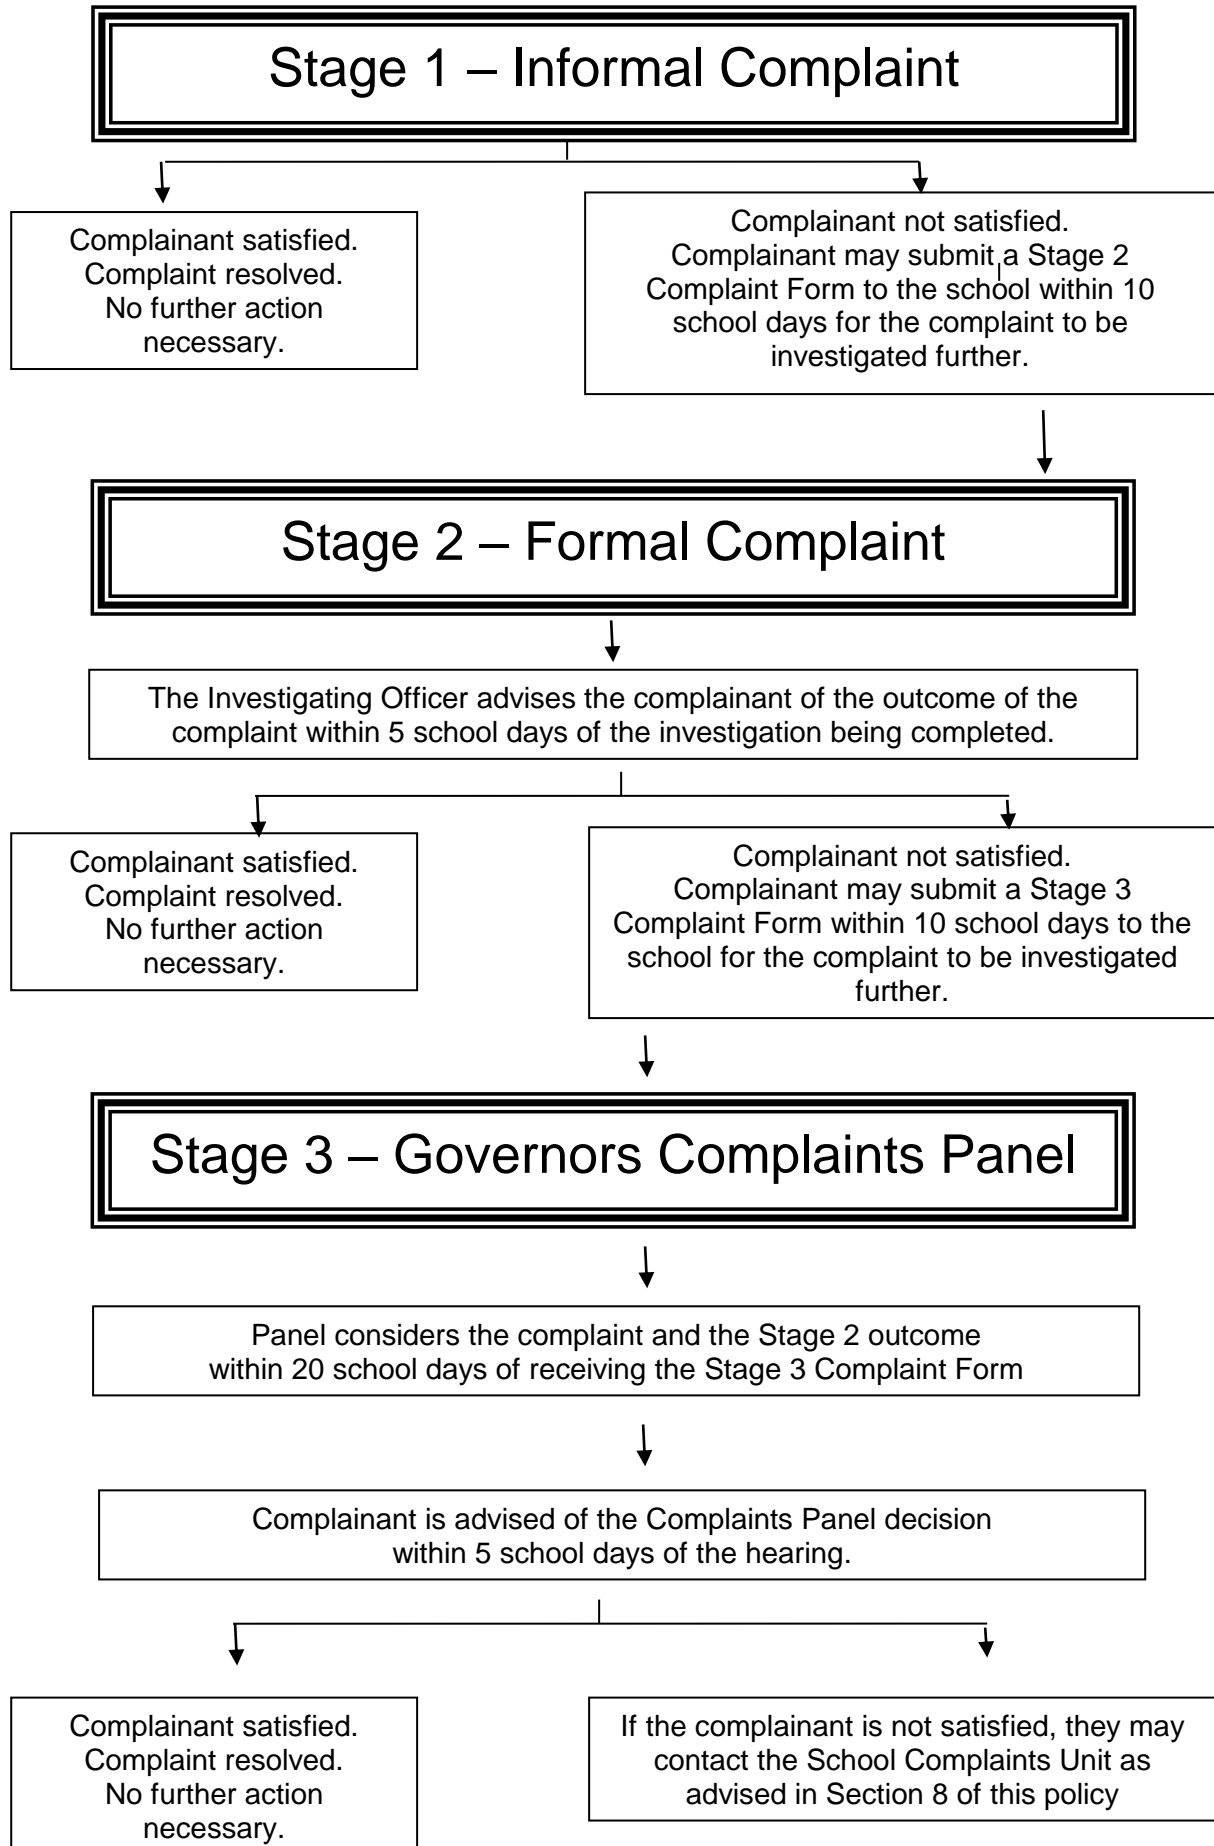 Stage 1 – Informal Complaint
Complainant satisfied.
Complaint resolved.
No further action
necessary.
Complainant not satisfied.
Complainant may submit a Stage 2
Complaint Form to the school within 10
school days for the complaint to be
investigated further.
Stage 2 – Formal Complaint
The Investigating Officer advises the complainant of the outcome of the
complaint within 5 school days of the investigation being completed.
Complainant satisfied.
Complaint resolved.
No further action
necessary.
Complainant not satisfied.
Complainant may submit a Stage 3
Complaint Form within 10 school days to the
school for the complaint to be investigated
further.
Stage 3 – Governors Complaints Panel
Panel considers the complaint and the Stage 2 outcome
within 20 school days of receiving the Stage 3 Complaint Form
Complainant is advised of the Complaints Panel decision
within 5 school days of the hearing.
Complainant satisfied.
Complaint resolved.
No further action
necessary.
If the complainant is not satisfied, they may
contact the School Complaints Unit as
advised in Section 8 of this policy